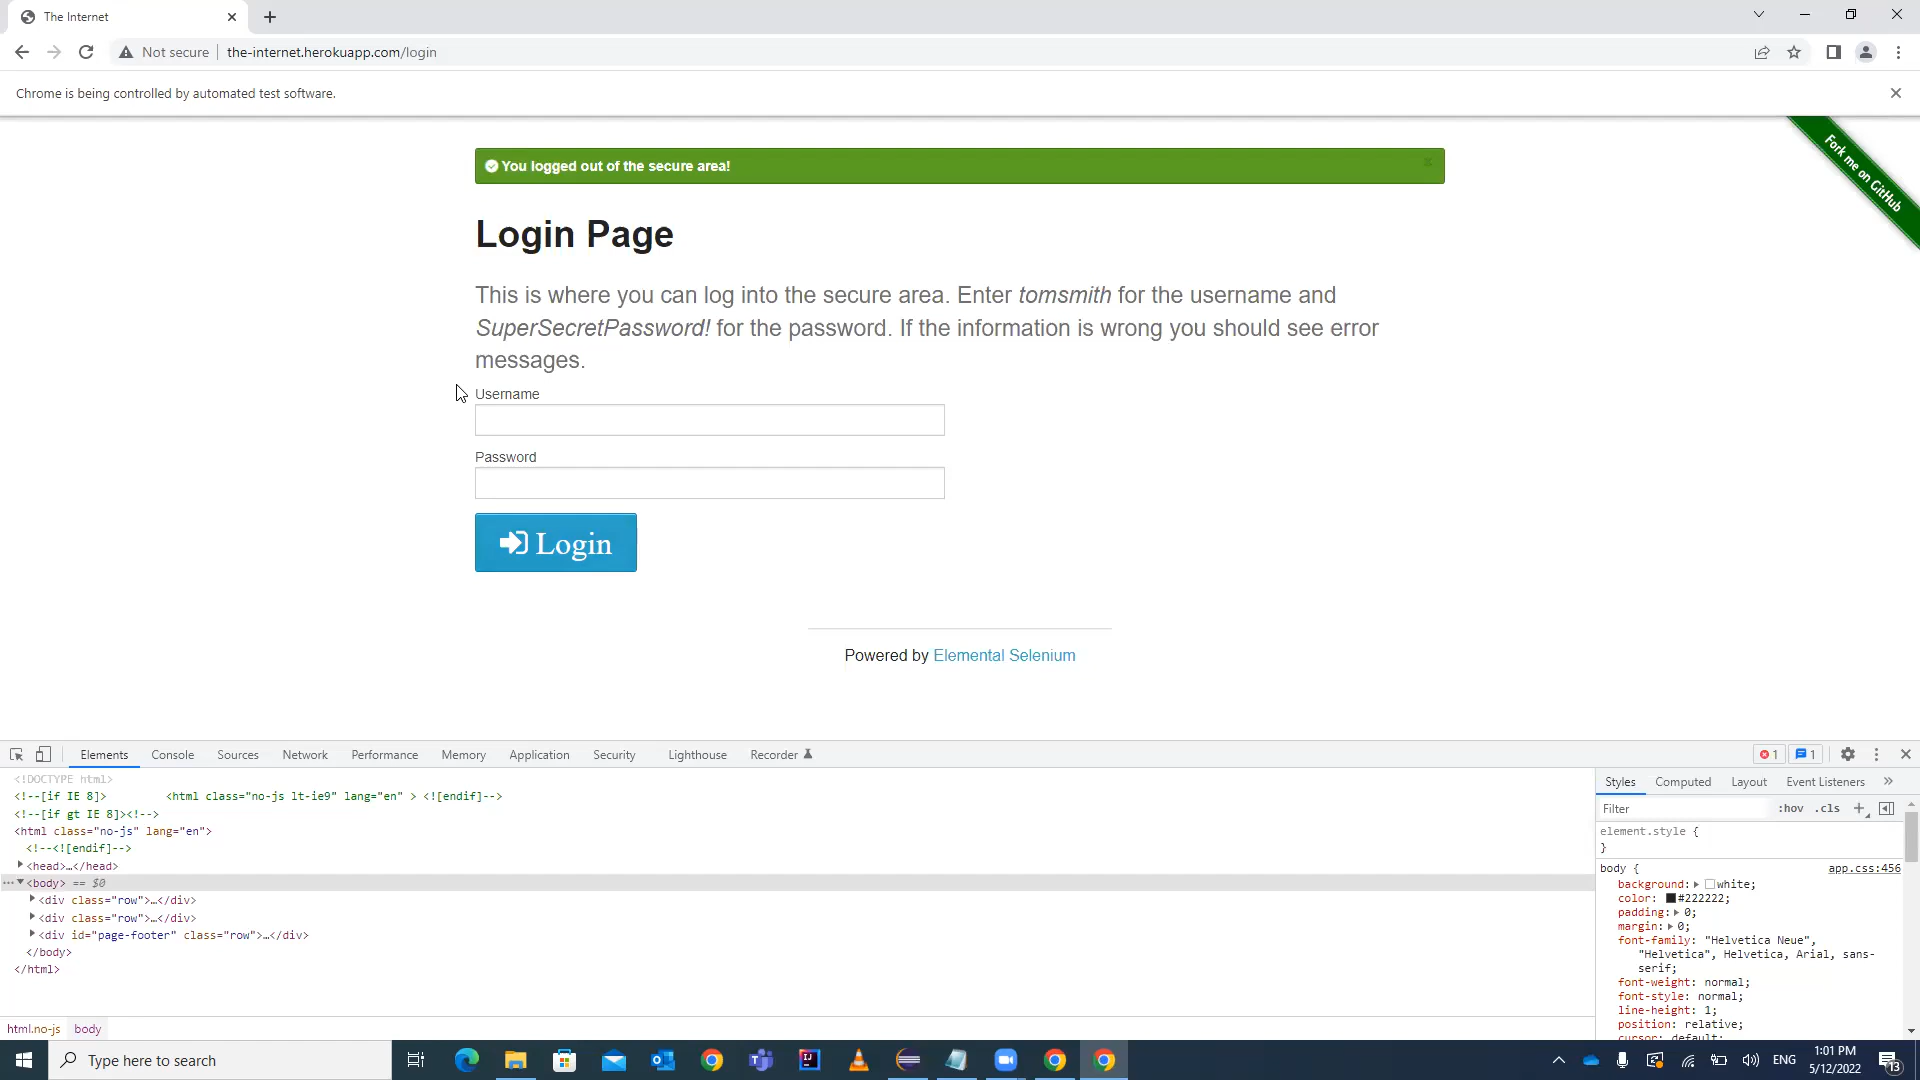 The Internet
Not secure
the-internet.herokuapp.com/login
Chrome is being controlled by automated test software.
Fork me on GitHub
You logged out of the secure area!
Login Page
This is where you can log into the secure area. Enter tomsmith for the username and
SuperSecretPassword! for the password. If the information is wrong you should see error
messages.
Username
Password
Login
Powered by Elemental Selenium
Elements Console Sources Network Performance Memory Application Security Lighthouse Recorder 1 1
<!DOCTYPE html>
<!--[if IE 8]> <html class="no-js lt-ie9" lang="en" > <![endif]-->
<!--[if gt IE 8]><!-->
<html class="no-js" lang="en">
<!--<![endif]-->
<head>…</head>
<body> == $0
<div class="row">…</div>
<div class="row">…</div>
<div id="page-footer" class="row">…</div>
</body>
</html>
html.no-js body
Styles Computed Layout Event Listeners
Filter :hov .cls
element.style {
}
body { app.css:456
background: white;
color: #222222;
padding: 0;
margin: 0;
font-family: "Helvetica Neue",
"Helvetica", Helvetica, Arial, sans-
serif;
font-weight: normal;
font-style: normal;
line-height: 1;
position: relative;
cursor: default;
Type here to search
ENG
1:01 PM
5/12/2022
13